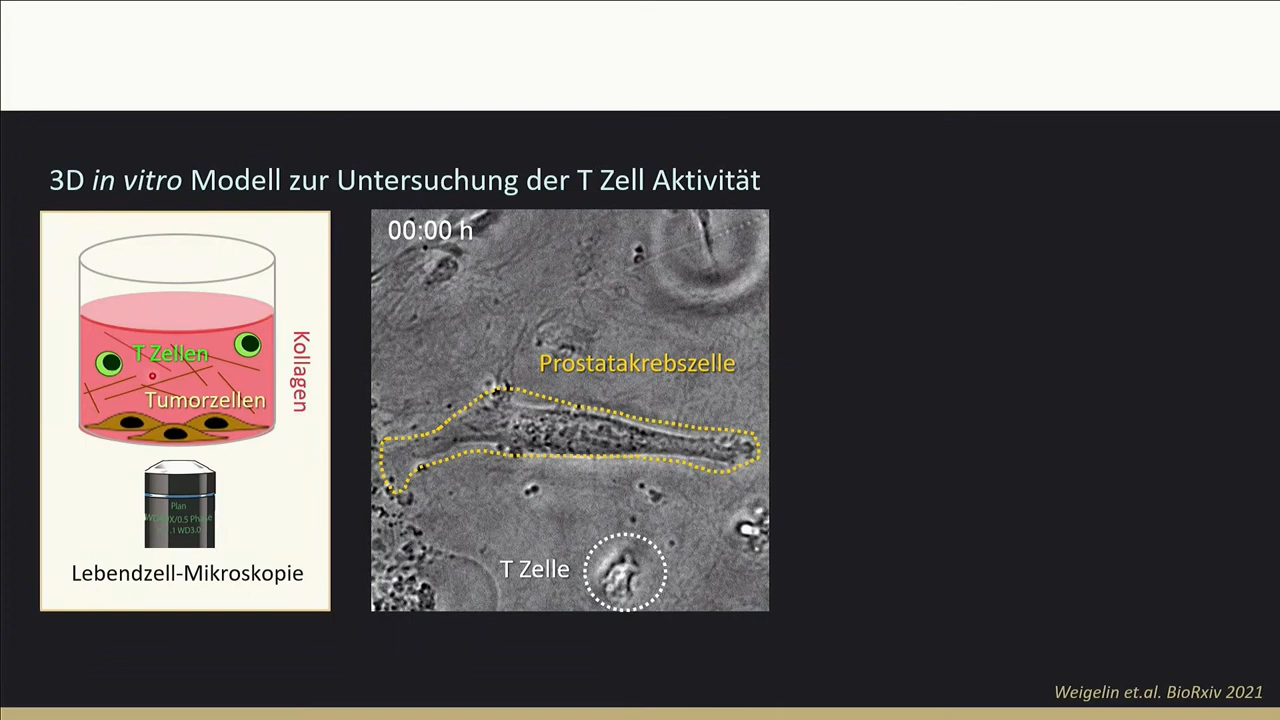 3D in vitro Modell zur Untersuchung der T Zell Aktivität
T Zellen
Tumorzellen
Kollagen
Plan
Lebendzell-Mikroskopie
00:00 h
Prostatakrebszelle
T Zelle
Weigelin et.al. BioRxiv 2021